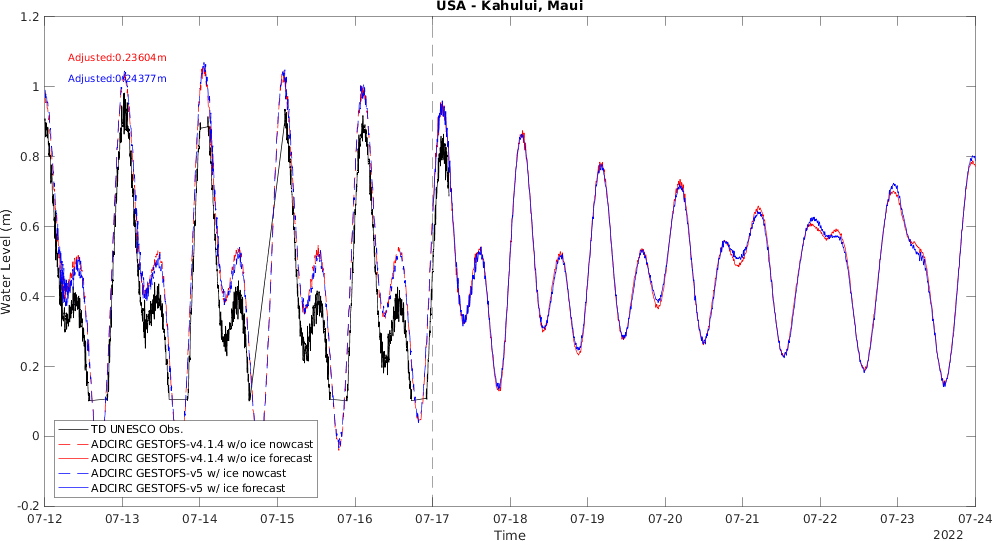 USA - Kahului, Maui
1.2
1
0.8
0.6
0.4
0.2
0
-0.2
Water Level (m)
Adjusted:0.23604m
Adjusted:0.24377m
TD UNESCO Obs.
ADCIRC GESTOFS-v4.1.4 w/o ice nowcast
ADCIRC GESTOFS-v4.1.4 w/o ice forecast
ADCIRC GESTOFS-v5 w/ ice nowcast
ADCIRC GESTOFS-v5 w/ ice forecast
07-12 07-13 07-14 07-15 07-16 07-17 07-18 07-19 07-20 07-21 07-22 07-23 07-24
Time
2022